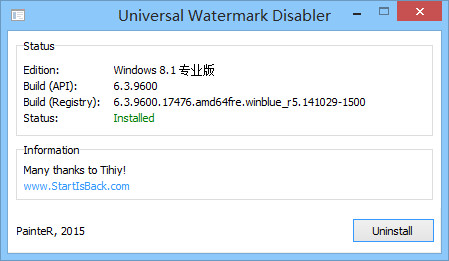 Universal Watermark Disabler
Status
Edition: Windows 8.1 专业版
Build (API): 6.3.9600
Build (Registry): 6.3.9600.17476.amd64fre.winblue_r5.141029-1500
Status: Installed
Information
Many thanks to Tihiy!
www.StartIsBack.com
PainteR, 2015
Uninstall